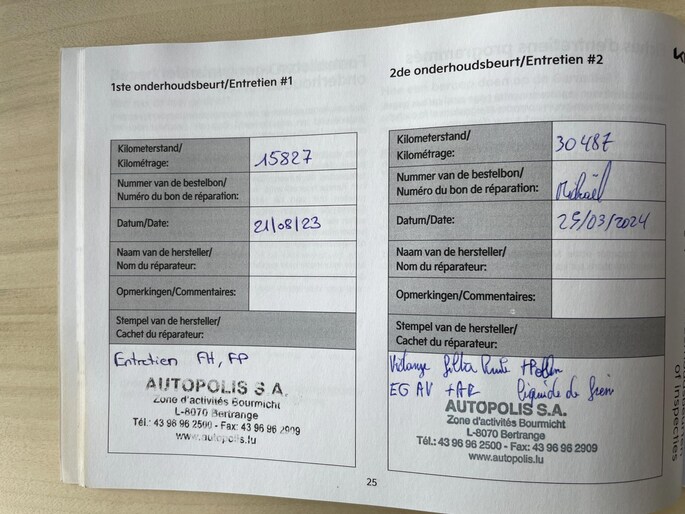 1ste onderhoudsbeurt/Entretien #1
Kilometerstand/
Kilométrage:
15827
Nummer van de bestelbon/
Numéro du bon de réparation:
Datum/Date:
21/08/23
Naam van de hersteller/
Nom du réparateur:
Opmerkingen/Commentaires:
Stempel van de hersteller/
Cachet du réparateur:
Entretien FH, FP
AUTOPOLIS S.A.
Zone d'activités Bourmicht
L-8070 Bertrange
Tél.: 43 96 96 2500 - Fax: 43 96 96 2909
www.autopolis.lu
25
2de onderhoudsbeurt/Entretien #2
Kilometerstand/
Kilométrage:
30487
Nummer van de bestelbon/
Numéro du bon de réparation:
Mickaël
Datum/Date:
25/03/2024
Naam van de hersteller/
Nom du réparateur:
Opmerkingen/Commentaires:
Stempel van de hersteller/
Cachet du réparateur:
Vidange filtre huile + Pollen
EG AV + AR liquide de frein
AUTOPOLIS S.A.
Zone d'activités Bourmicht
L-8070 Bertrange
Tél.: 43 96 96 2500 - Fax: 43 96 96 2909
www.autopolis.lu